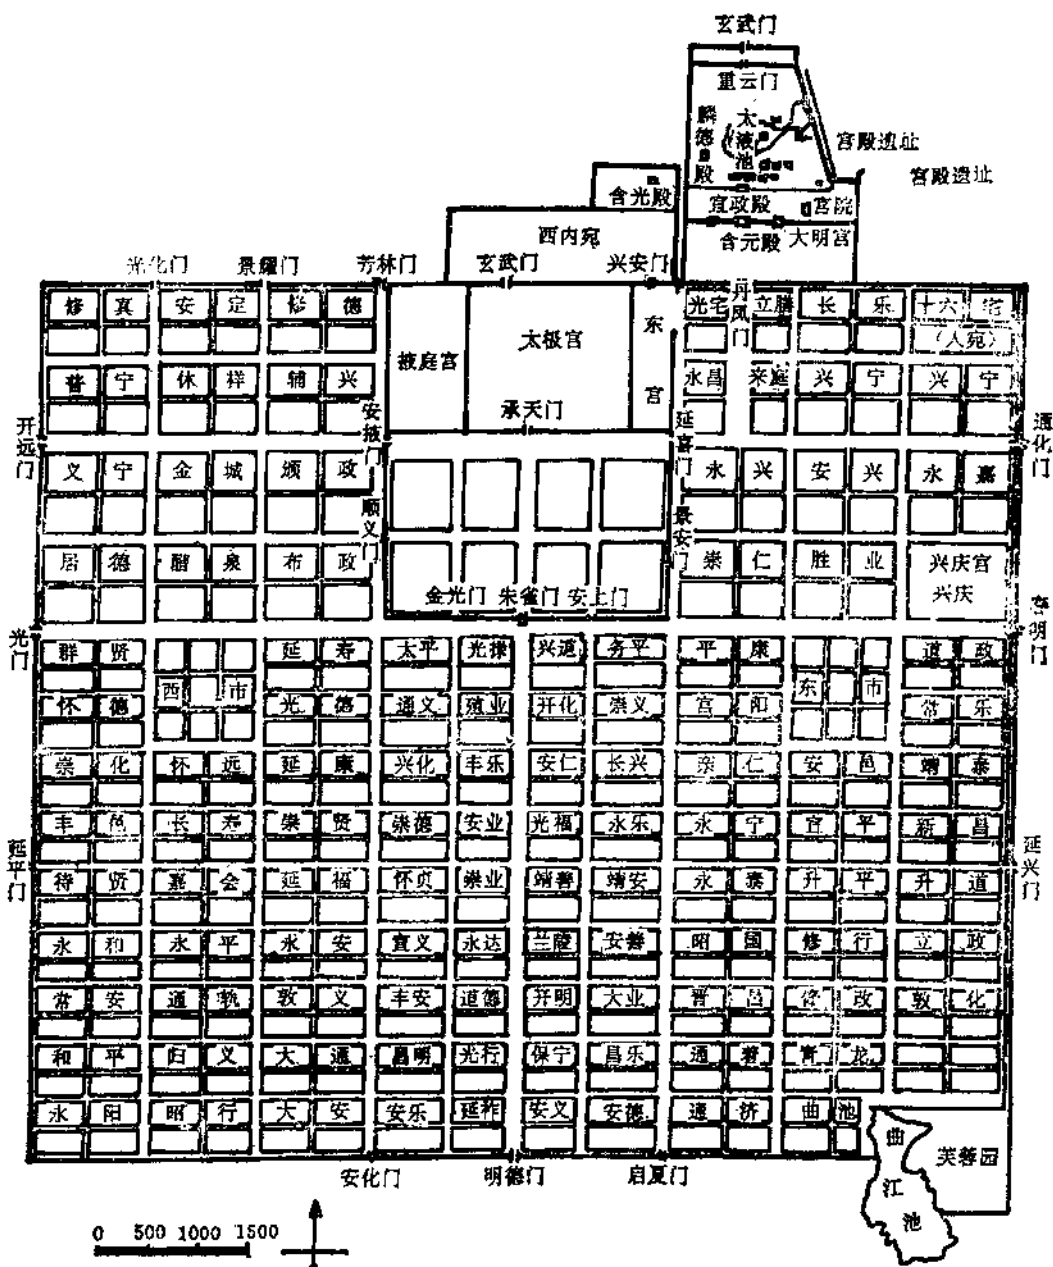 玄武门
重云门
麟德殿
太液池
宫殿遗址
宫殿遗址
含光殿
宣政殿
宫院
西内宛
含元殿
大明宫
光化门 景耀门 芳林门 玄武门 兴安门
丹凤门
修真 安定 修德
掖庭宫
太极宫
东宫
光宅 立膳 长乐 十六宅
（人宛）
普宁 休祥 辅兴
永昌 来庭 兴宁 兴宁
承天门
开远门
安掖门
延喜门
通化门
义宁 金城 颁政
永兴 安兴 永嘉
顺义门
景安门
居德 醴泉 布政
崇仁 胜业 兴庆宫
兴庆
金光门 朱雀门 安上门
光门
春明门
群贤 延寿 太平 光禄 兴道 务平 平康 道政
西市
东市
怀德 光德 通义 殖业 开化 崇义 宫阳 常乐
崇化 怀远 延康 兴化 丰乐 安仁 长兴 亲仁 安邑 靖泰
丰邑 长寿 崇贤 崇德 安业 光福 永乐 永宁 宣平 新昌
延平门
延兴门
待贤 嘉会 延福 怀贞 崇业 靖善 靖安 永泰 升平 升道
永和 永平 永安 宣义 永达 兰陵 安善 昭国 修行 立政
常安 通轨 敦义 丰安 道德 开明 大业 晋昌 修政 敦化
和平 归义 大通 昌明 光行 保宁 昌乐 通善 青龙
永阳 昭行 大安 安乐 延祚 安义 安德 通桥 曲池
曲江池
芙蓉园
安化门 明德门 启夏门
0 500 1000 1500